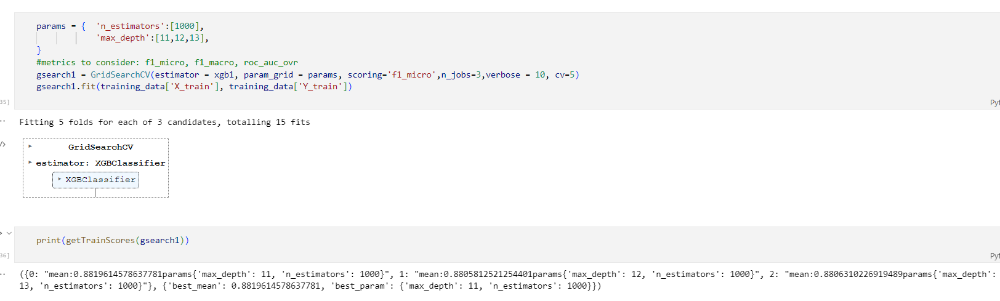 params = {  'n_estimators':[1000],
            'max_depth':[11,12,13],
}
#metrics to consider: f1_micro, f1_macro, roc_auc_ovr
gsearch1 = GridSearchCV(estimator = xgb1, param_grid = params, scoring='f1_micro',n_jobs=3,verbose = 10, cv=5)
gsearch1.fit(training_data['X_train'], training_data['Y_train'])
35]
Fitting 5 folds for each of 3 candidates, totalling 15 fits
GridSearchCV
estimator: XGBClassifier
XGBClassifier
print(getTrainScores(gsearch1))
36]
({0: "mean:0.8819614578637781params{'max_depth': 11, 'n_estimators': 1000}", 1: "mean:0.8805812521254401params{'max_depth': 12, 'n_estimators': 1000}", 2: "mean:0.8806310226919489params{'max_depth':
13, 'n_estimators': 1000}"}, {'best_mean': 0.8819614578637781, 'best_param': {'max_depth': 11, 'n_estimators': 1000}})